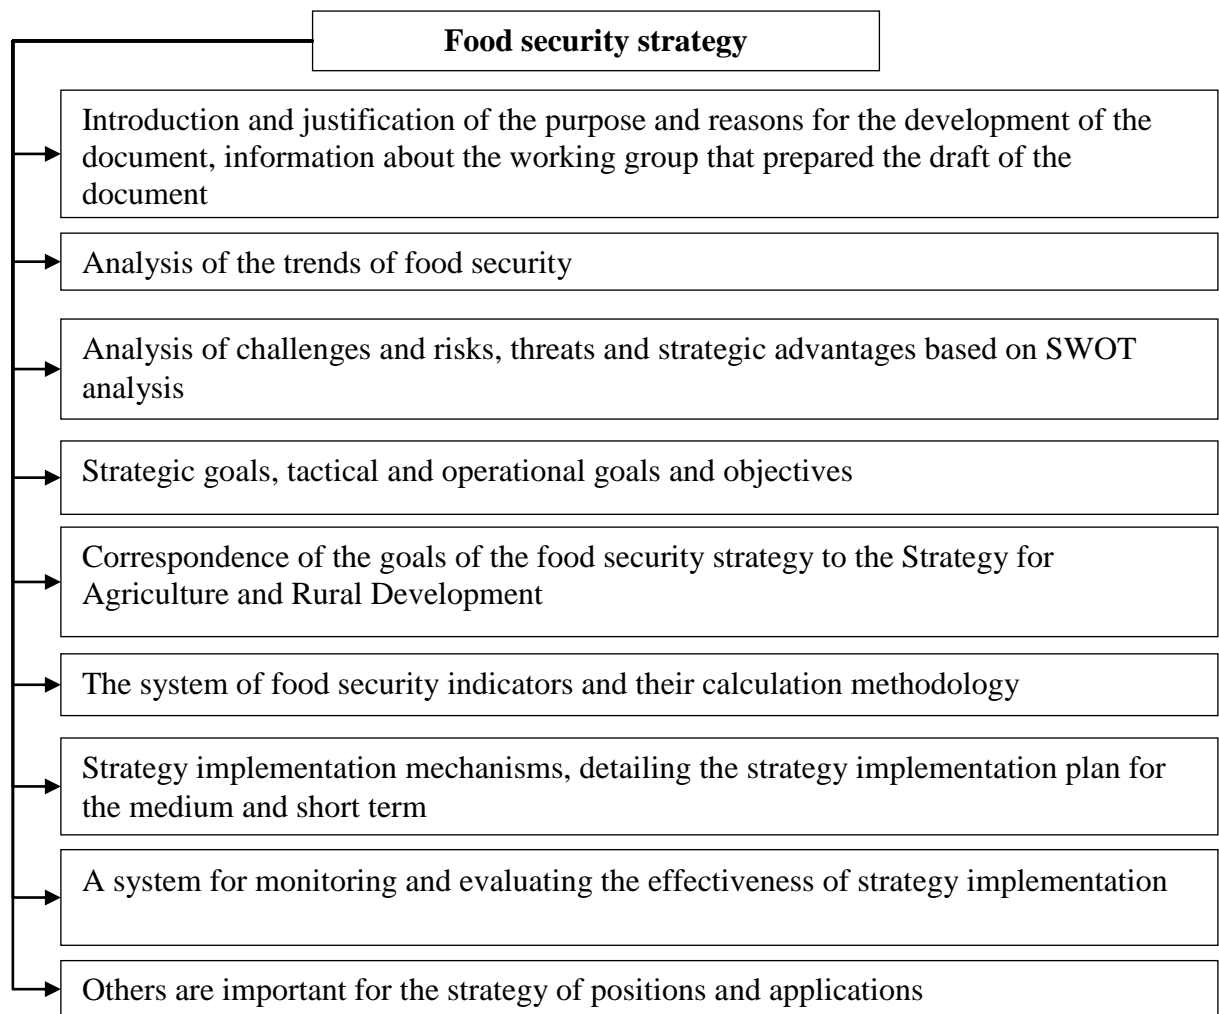 Food security strategy
Introduction and justification of the purpose and reasons for the development of the
document, information about the working group that prepared the draft of the
document
Analysis of the trends of food security
Analysis of challenges and risks, threats and strategic advantages based on SWOT
analysis
Strategic goals, tactical and operational goals and objectives
Correspondence of the goals of the food security strategy to the Strategy for
Agriculture and Rural Development
The system of food security indicators and their calculation methodology
Strategy implementation mechanisms, detailing the strategy implementation plan for
the medium and short term
A system for monitoring and evaluating the effectiveness of strategy implementation
Others are important for the strategy of positions and applications